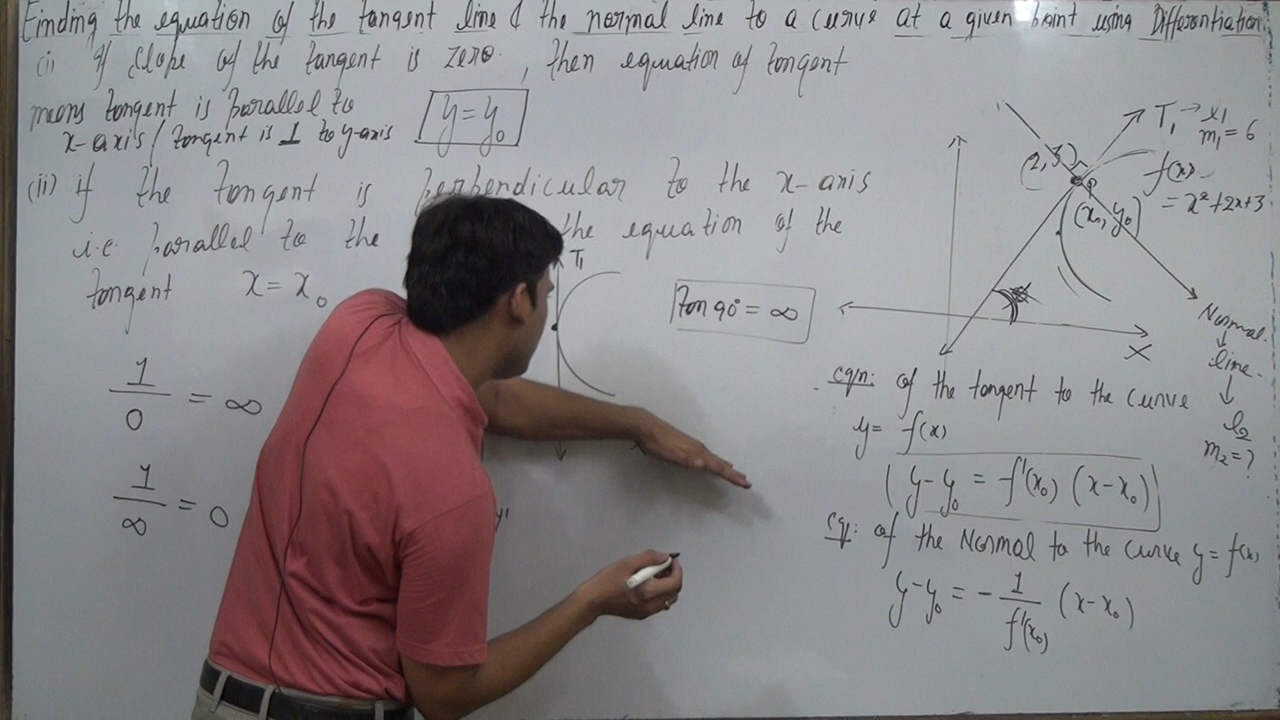 Finding the equation of the tangent line & the normal line to a curve at a given point using Differentiation.
(i) If slope of the tangent is zero, then equation of tangent
means tangent is parallel to
x-axis / tangent is ⊥ to y-axis
y = y₀
(ii) if the tangent is perpendicular to the x-axis
i.e. parallel to the the equation of the
tangent x = x₀
1/0 = ∞
1/∞ = 0
T₁
tan 90° = ∞
y'
T₁ → l₁
m₁ = 6
(2,3)
P
f(x)
= x²+2x+3
(x₀, y₀)
X
Normal
line
l₂
m₂ = ?
eqn: of the tangent to the curve
y = f(x)
y-y₀ = f'(x₀) (x-x₀)
eq: of the Normal to the curve y = f(x)
y-y₀ = -1/f'(x₀) (x-x₀)